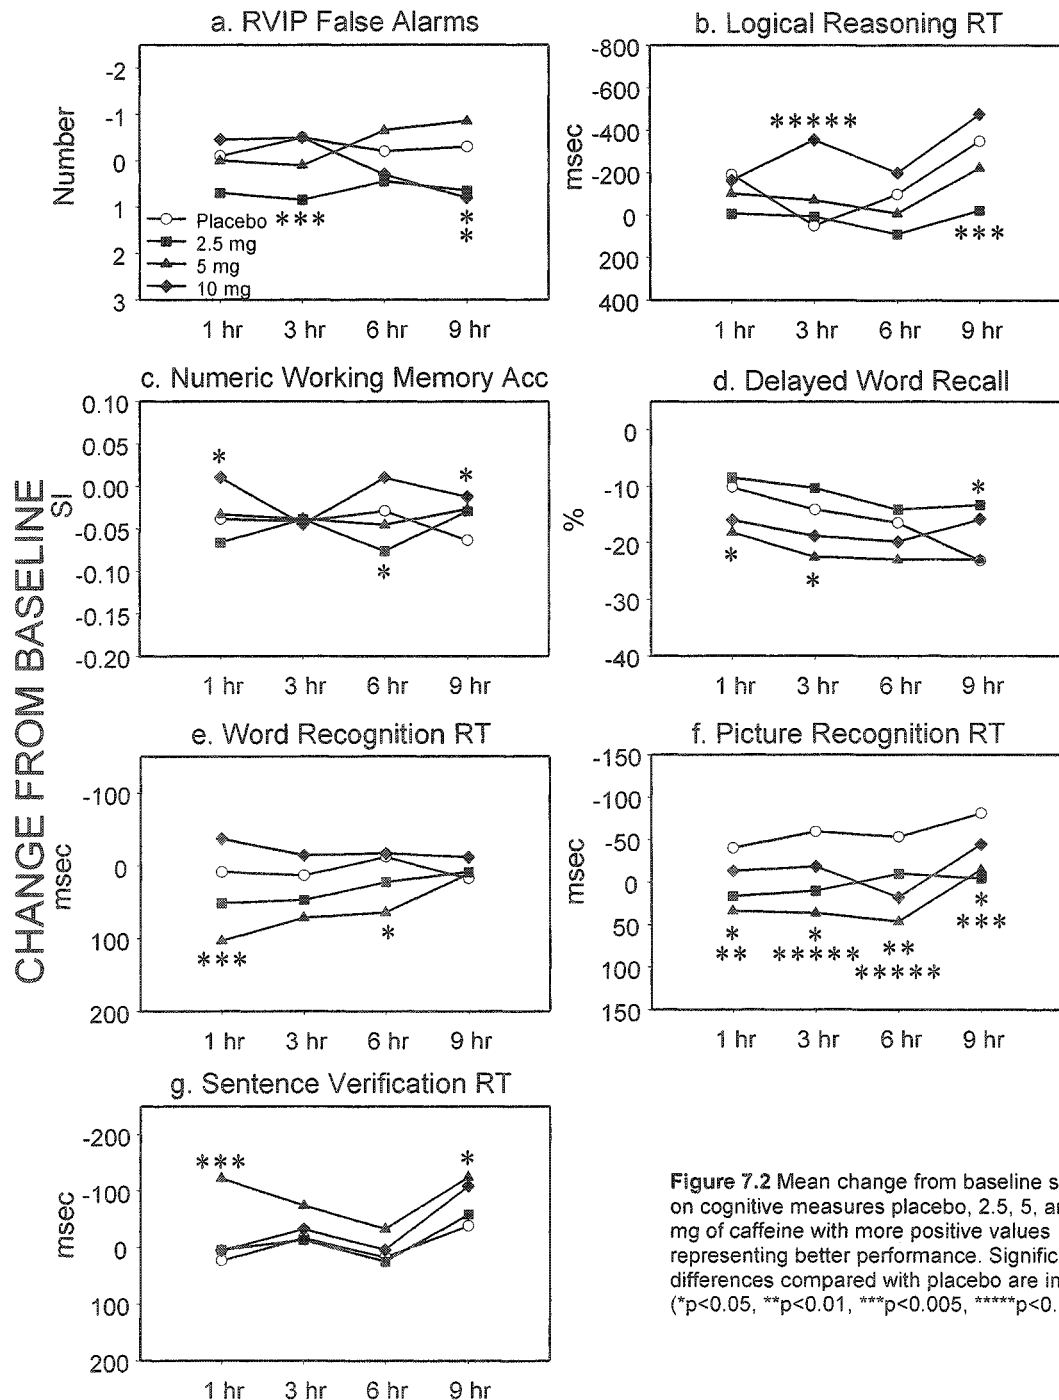 a. RVIP False Alarms
-2
-1
0
1
2
3
Number
Placebo
2.5 mg
5 mg
10 mg
***
*
*
1 hr 3 hr 6 hr 9 hr
b. Logical Reasoning RT
-800
-600
-400
-200
0
200
400
msec
*****
***
1 hr 3 hr 6 hr 9 hr
CHANGE FROM BASELINE
c. Numeric Working Memory Acc
0.10
0.05
0.00
-0.05
-0.10
-0.15
-0.20
SI
*
*
*
1 hr 3 hr 6 hr 9 hr
d. Delayed Word Recall
0
-10
-20
-30
-40
%
*
*
*
1 hr 3 hr 6 hr 9 hr
e. Word Recognition RT
-100
0
100
200
msec
***
*
1 hr 3 hr 6 hr 9 hr
f. Picture Recognition RT
-150
-100
-50
0
50
100
150
msec
* * ** *
** ***** ***** ***
1 hr 3 hr 6 hr 9 hr
g. Sentence Verification RT
-200
-100
0
100
200
msec
***
*
1 hr 3 hr 6 hr 9 hr
Figure 7.2 Mean change from baseline s
on cognitive measures placebo, 2.5, 5, a
mg of caffeine with more positive values
representing better performance. Signific
differences compared with placebo are in
(*p<0.05, **p<0.01, ***p<0.005, *****p<0.